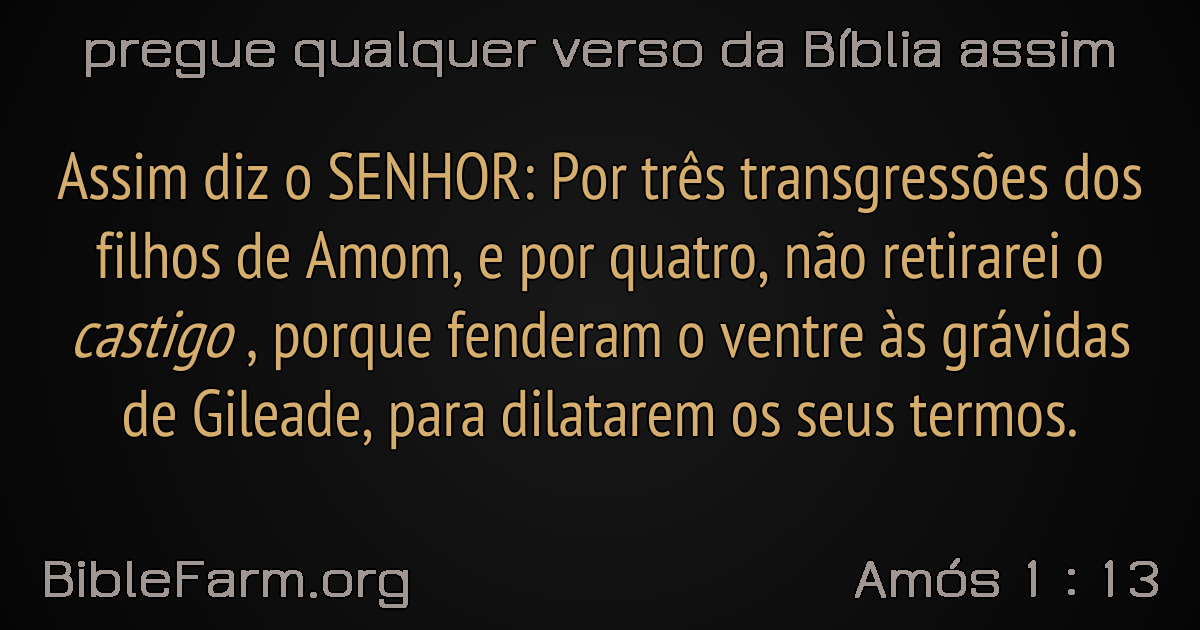 pregue qualquer verso da Bíblia assim
Assim diz o SENHOR: Por três transgressões dos
filhos de Amom, e por quatro, não retirarei o
castigo , porque fenderam o ventre às grávidas
de Gileade, para dilatarem os seus termos.
BibleFarm.org
Amós 1 : 13